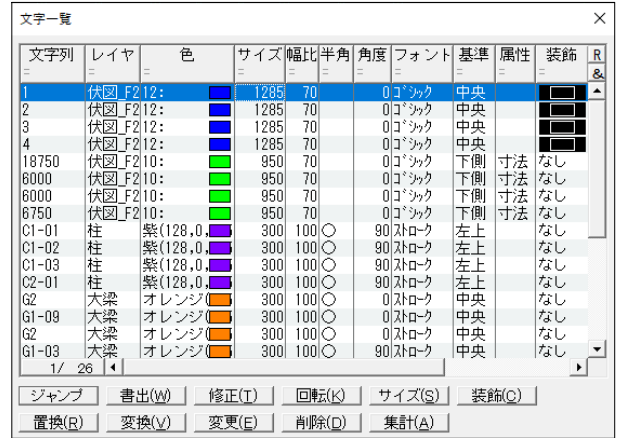 文字一覧 ×
文字列 レイヤ 色 サイズ 幅比 半角 角度 フォント 基準 属性 装飾 R
= = = = = = = = = = = &
1 伏図_F2 12: 1285 70 0 ｺﾞｼｯｸ 中央
2 伏図_F2 12: 1285 70 0 ｺﾞｼｯｸ 中央
3 伏図_F2 12: 1285 70 0 ｺﾞｼｯｸ 中央
4 伏図_F2 12: 1285 70 0 ｺﾞｼｯｸ 中央
18750 伏図_F2 10: 950 70 0 ｺﾞｼｯｸ 下側 寸法 なし
6000 伏図_F2 10: 950 70 0 ｺﾞｼｯｸ 下側 寸法 なし
6000 伏図_F2 10: 950 70 0 ｺﾞｼｯｸ 下側 寸法 なし
6750 伏図_F2 10: 950 70 0 ｺﾞｼｯｸ 下側 寸法 なし
C1-01 柱 紫(128,0, 300 100 ○ 90 ｽﾄﾛｰｸ 左上 なし
C1-02 柱 紫(128,0, 300 100 ○ 90 ｽﾄﾛｰｸ 左上 なし
C1-03 柱 紫(128,0, 300 100 ○ 90 ｽﾄﾛｰｸ 左上 なし
C2-01 柱 紫(128,0, 300 100 ○ 90 ｽﾄﾛｰｸ 左上 なし
G2 大梁 オレンジ( 300 100 ○ 0 ｽﾄﾛｰｸ 中央 なし
G1-09 大梁 オレンジ( 300 100 ○ 0 ｽﾄﾛｰｸ 中央 なし
G2 大梁 オレンジ( 300 100 ○ 0 ｽﾄﾛｰｸ 中央 なし
G1-03 大梁 オレンジ( 300 100 ○ 90 ｽﾄﾛｰｸ 中央 なし
1/ 26
ジャンプ 書出(W) 修正(T) 回転(K) サイズ(S) 装飾(C)
置換(R) 変換(V) 変更(E) 削除(D) 集計(A)